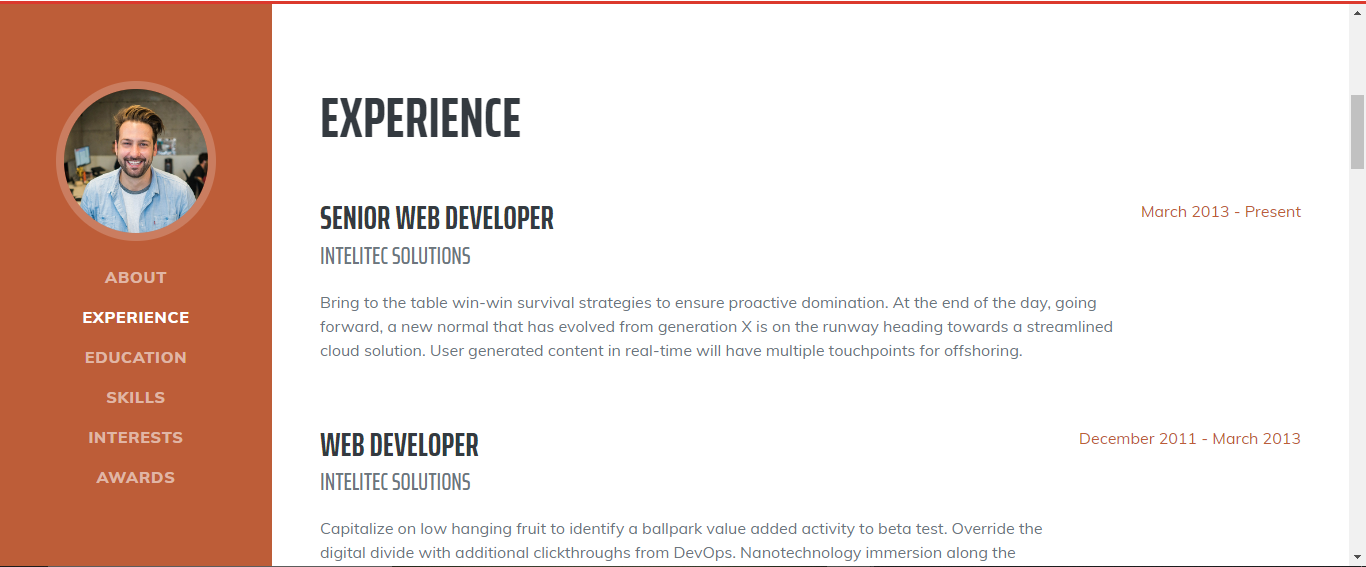 ABOUT
EXPERIENCE
EDUCATION
SKILLS
INTERESTS
AWARDS
EXPERIENCE
SENIOR WEB DEVELOPER
March 2013 - Present
INTELITEC SOLUTIONS
Bring to the table win-win survival strategies to ensure proactive domination. At the end of the day, going
forward, a new normal that has evolved from generation X is on the runway heading towards a streamlined
cloud solution. User generated content in real-time will have multiple touchpoints for offshoring.
WEB DEVELOPER
December 2011 - March 2013
INTELITEC SOLUTIONS
Capitalize on low hanging fruit to identify a ballpark value added activity to beta test. Override the
digital divide with additional clickthroughs from DevOps. Nanotechnology immersion along the